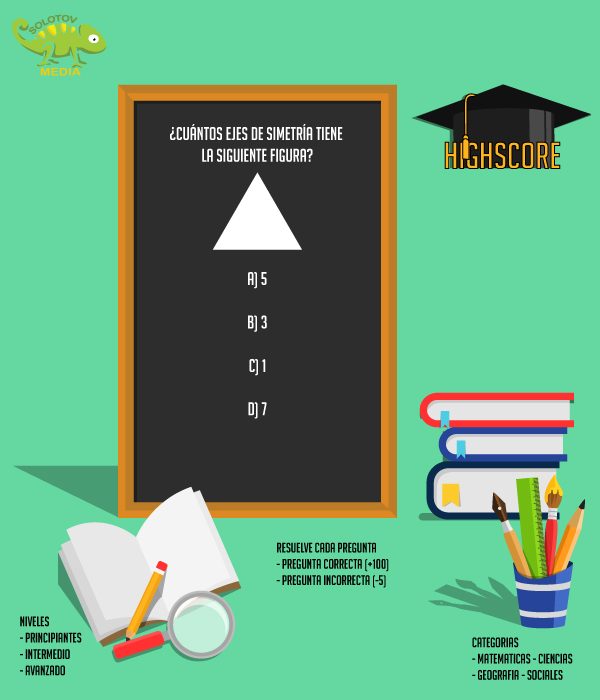 SOLOTOV
MEDIA
¿CUÁNTOS EJES DE SIMETRÍA TIENE
LA SIGUIENTE FIGURA?
A) 5
B) 3
C) 1
D) 7
HIGHSCORE
RESUELVE CADA PREGUNTA
- PREGUNTA CORRECTA (+100)
- PREGUNTA INCORRECTA (-5)
NIVELES
- PRINCIPIANTES
- INTERMEDIO
- AVANZADO
CATEGORIAS
- MATEMATICAS - CIENCIAS
- GEOGRAFIA - SOCIALES